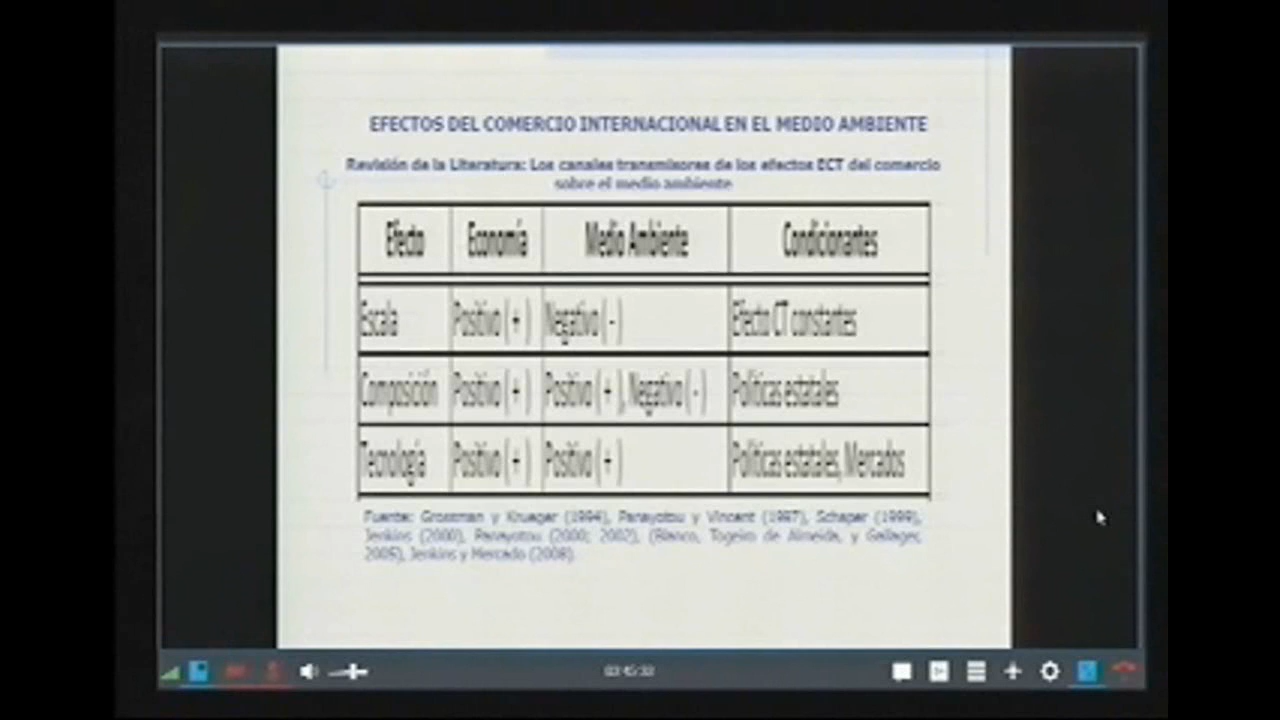 EFECTOS DEL COMERCIO INTERNACIONAL EN EL MEDIO AMBIENTE
Revisión de la Literatura: Los canales transmisores de los efectos ECT del comercio
sobre el medio ambiente
Efecto Economía Medio Ambiente Condicionantes
Escala Positivo ( + ) Negativo ( - ) Efecto CT constantes
Composición Positivo ( + ) Positivo ( + ), Negativo ( - ) Políticas estatales
Tecnología Positivo ( + ) Positivo ( + ) Políticas estatales, Mercados
Fuente: Grossman y Krueger (1994), Panayotou y Vincent (1997), Schaper (1999),
Jenkins (2000), Panayotou (2000; 2002), (Blanco, Togeiro de Almeida, y Gallager,
2005), Jenkins y Mercado (2008)